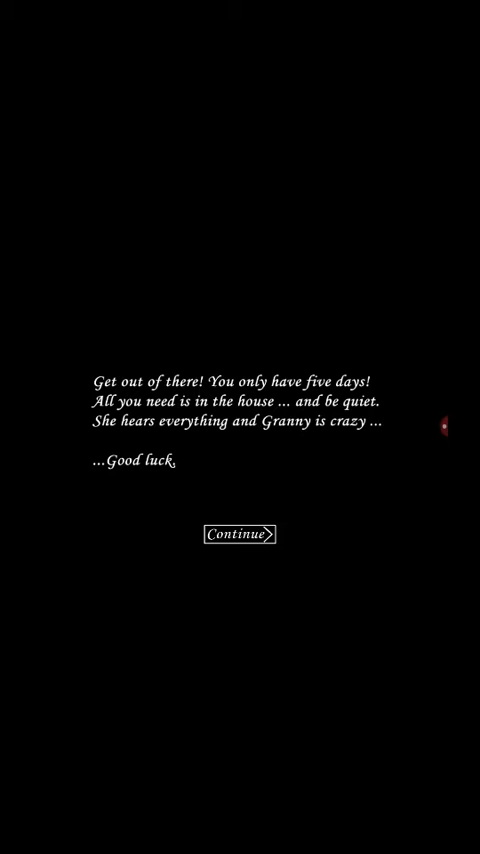 Get out of there! You only have five days!
All you need is in the house ... and be quiet.
She hears everything and Granny is crazy ...
...Good luck.
Continue